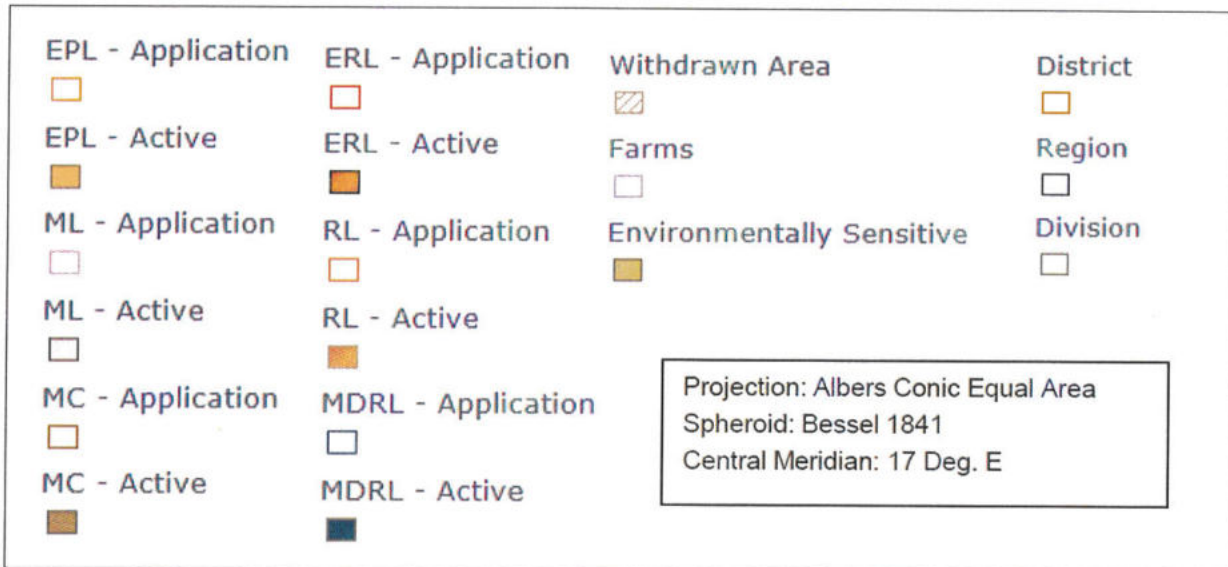 EPL - Application
EPL - Active
ML - Application
ML - Active
MC - Application
MC - Active
ERL - Application
ERL - Active
RL - Application
RL - Active
MDRL - Application
MDRL - Active
Withdrawn Area
Farms
Environmentally Sensitive
District
Region
Division
Projection: Albers Conic Equal Area
Spheroid: Bessel 1841
Central Meridian: 17 Deg. E